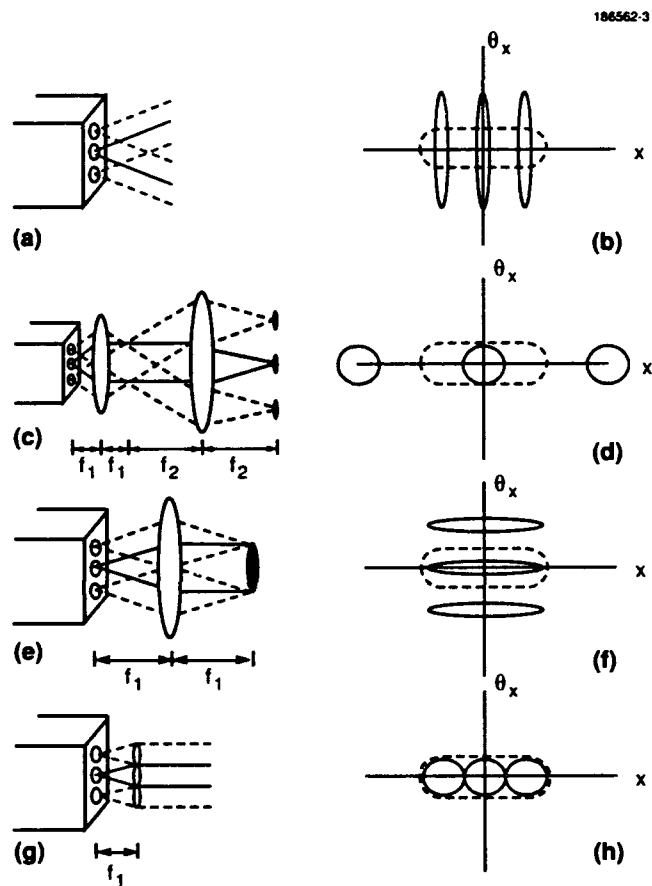 186562-3
θx
x
(a)
(b)
θx
x
(c)
(d)
f1 f1 f2 f2
θx
x
(e)
(f)
f1 f1
θx
x
(g)
(h)
f1